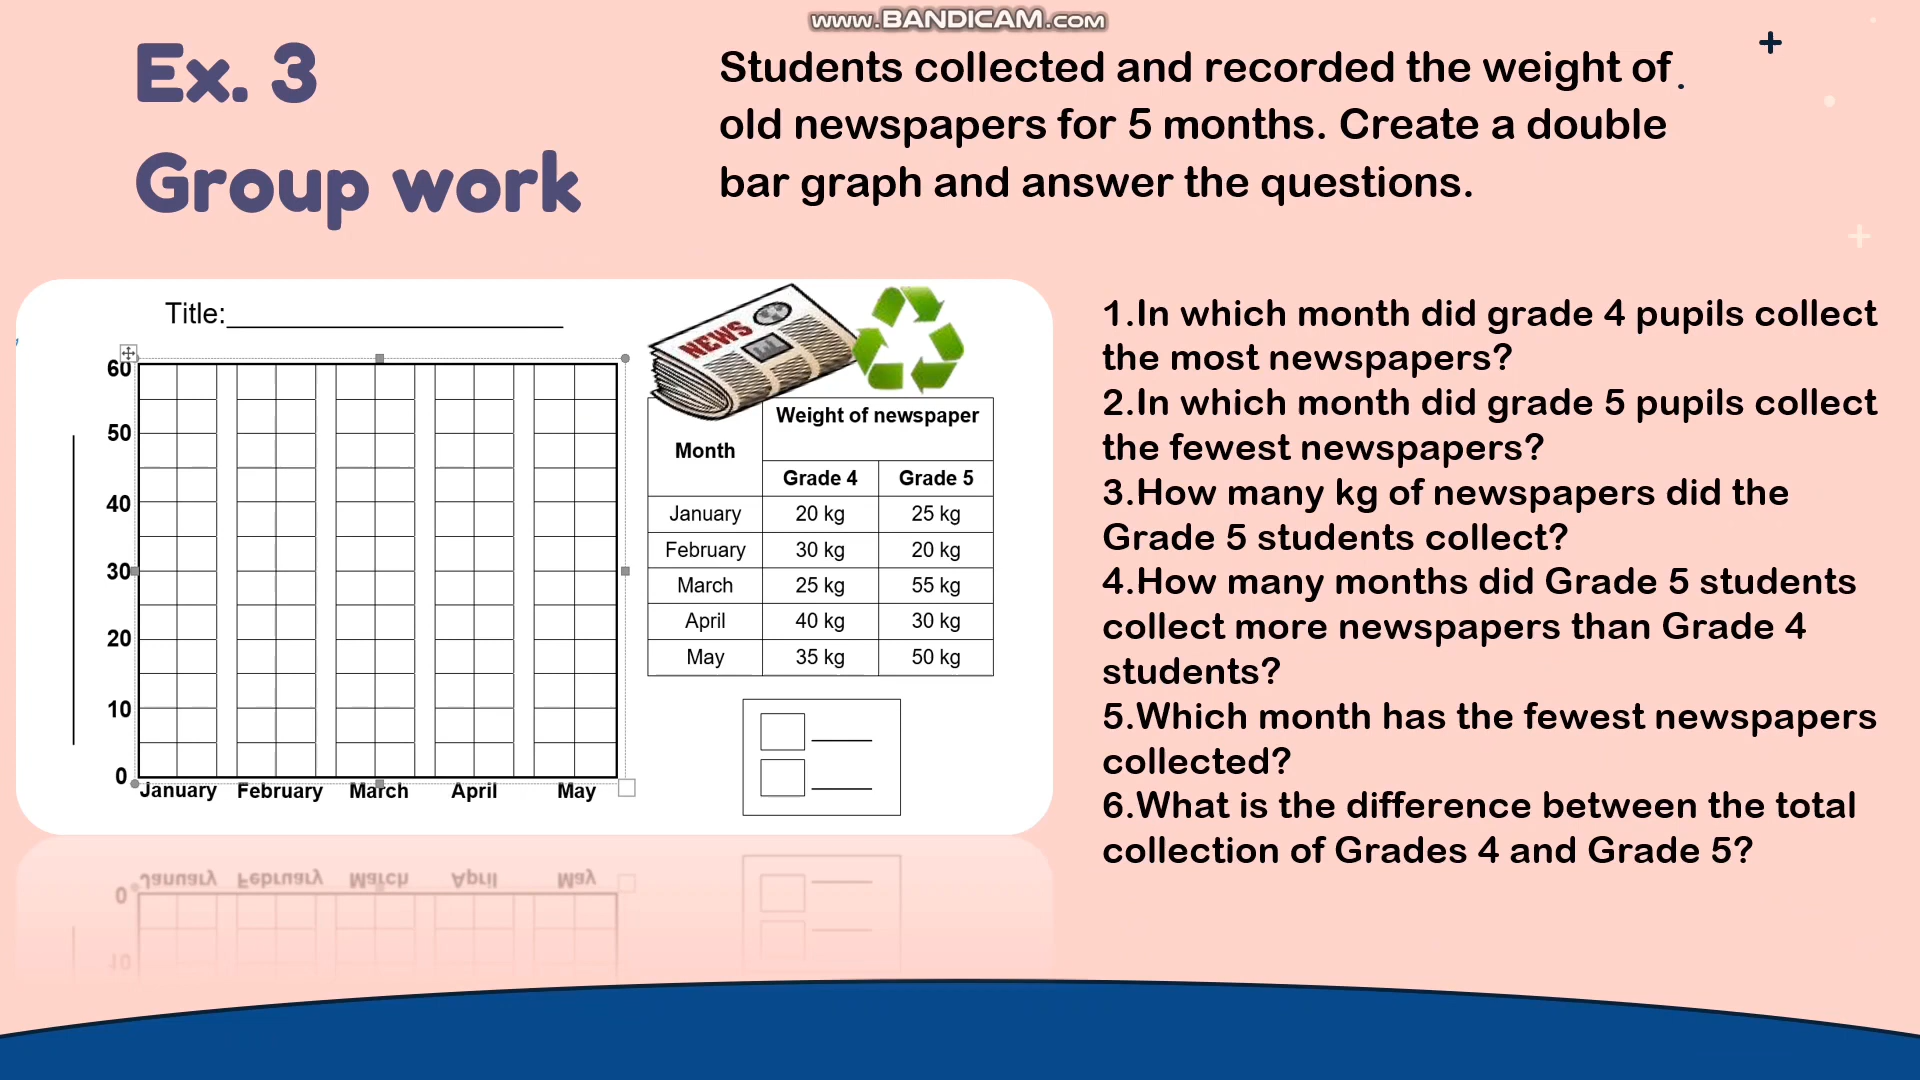 www.BANDICAM.com
Ex. 3
Group work
Students collected and recorded the weight of
old newspapers for 5 months. Create a double
bar graph and answer the questions.
Title:
60
50
40
30
20
10
0
January February March April May
NEWS
Month Weight of newspaper
Grade 4 Grade 5
January 20 kg 25 kg
February 30 kg 20 kg
March 25 kg 55 kg
April 40 kg 30 kg
May 35 kg 50 kg
1.In which month did grade 4 pupils collect
the most newspapers?
2.In which month did grade 5 pupils collect
the fewest newspapers?
3.How many kg of newspapers did the
Grade 5 students collect?
4.How many months did Grade 5 students
collect more newspapers than Grade 4
students?
5.Which month has the fewest newspapers
collected?
6.What is the difference between the total
collection of Grades 4 and Grade 5?